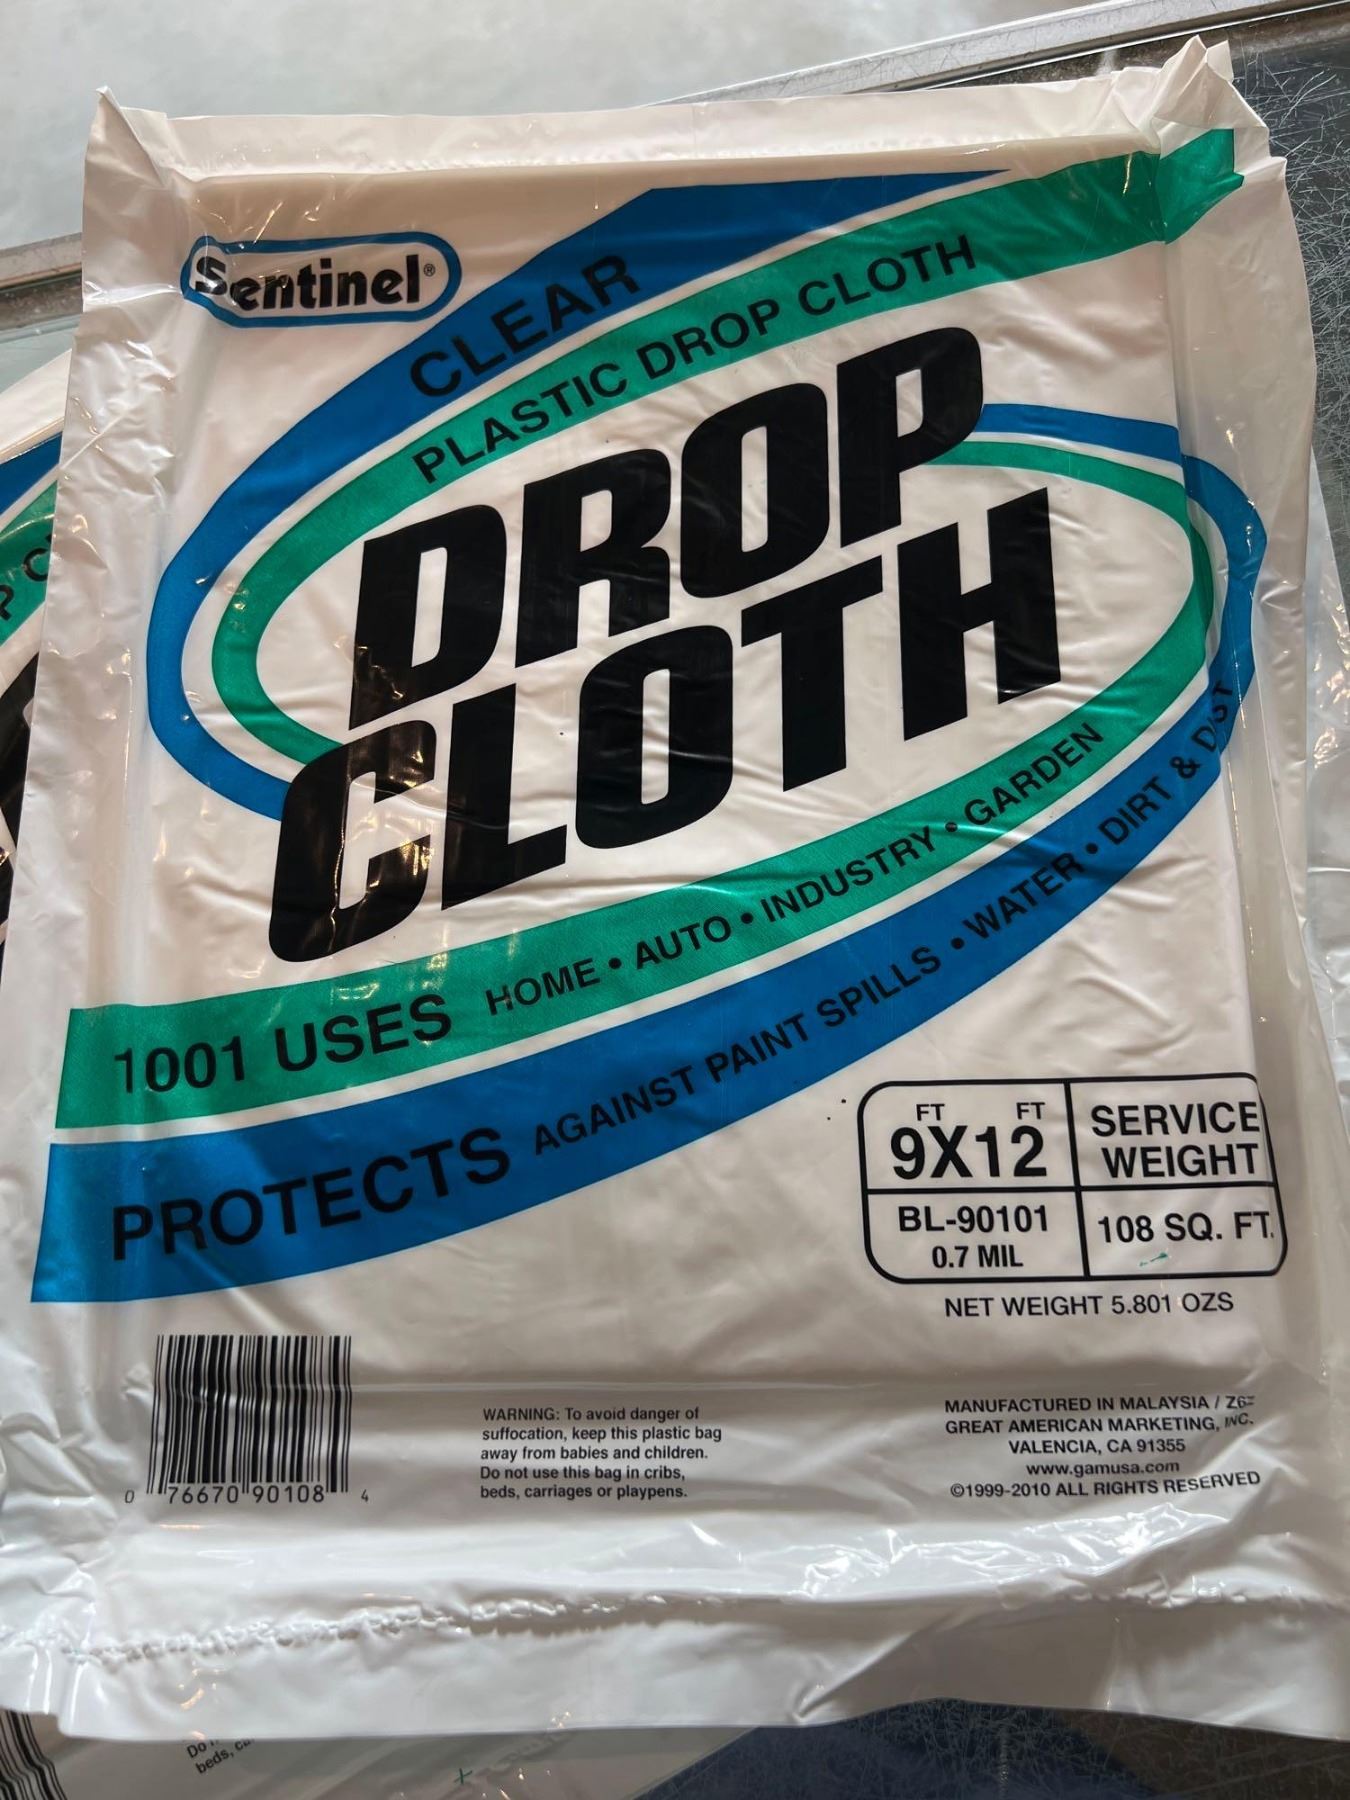 Sentinel®
CLEAR
PLASTIC DROP CLOTH
DROP
CLOTH
1001 USES HOME • AUTO • INDUSTRY • GARDEN
PROTECTS AGAINST PAINT SPILLS • WATER • DIRT & DUST
FT FT
9X12
SERVICE
WEIGHT
BL-90101
0.7 MIL
108 SQ. FT.
NET WEIGHT 5.801 OZS
0 76670 90108 4
WARNING: To avoid danger of
suffocation, keep this plastic bag
away from babies and children.
Do not use this bag in cribs,
beds, carriages or playpens.
MANUFACTURED IN MALAYSIA /
GREAT AMERICAN MARKETING, INC.
VALENCIA, CA 91355
www.gamusa.com
©1999-2010 ALL RIGHTS RESERVED
beds,